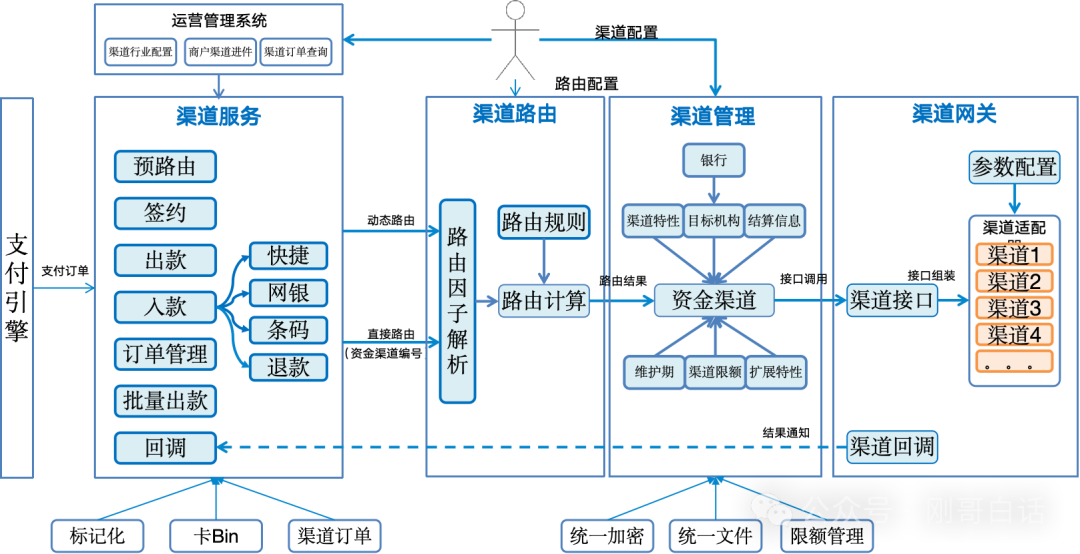 运营管理系统
渠道行业配置
商户渠道进件
渠道订单查询
渠道配置
路由配置
支付引擎
支付订单
渠道服务
预路由
签约
出款
入款
订单管理
批量出款
回调
快捷
网银
条码
退款
动态路由
直接路由
(资金渠道编号
渠道路由
路由因子解析
路由规则
路由计算
路由结果
渠道管理
银行
渠道特性
目标机构
结算信息
资金渠道
维护期
渠道限额
扩展特性
接口调用
渠道网关
参数配置
渠道接口
接口组装
渠道适配
渠道1
渠道2
渠道3
渠道4
。。。
结果通知
渠道回调
标记化
卡Bin
渠道订单
统一加密
统一文件
限额管理
公众号 刚哥白话